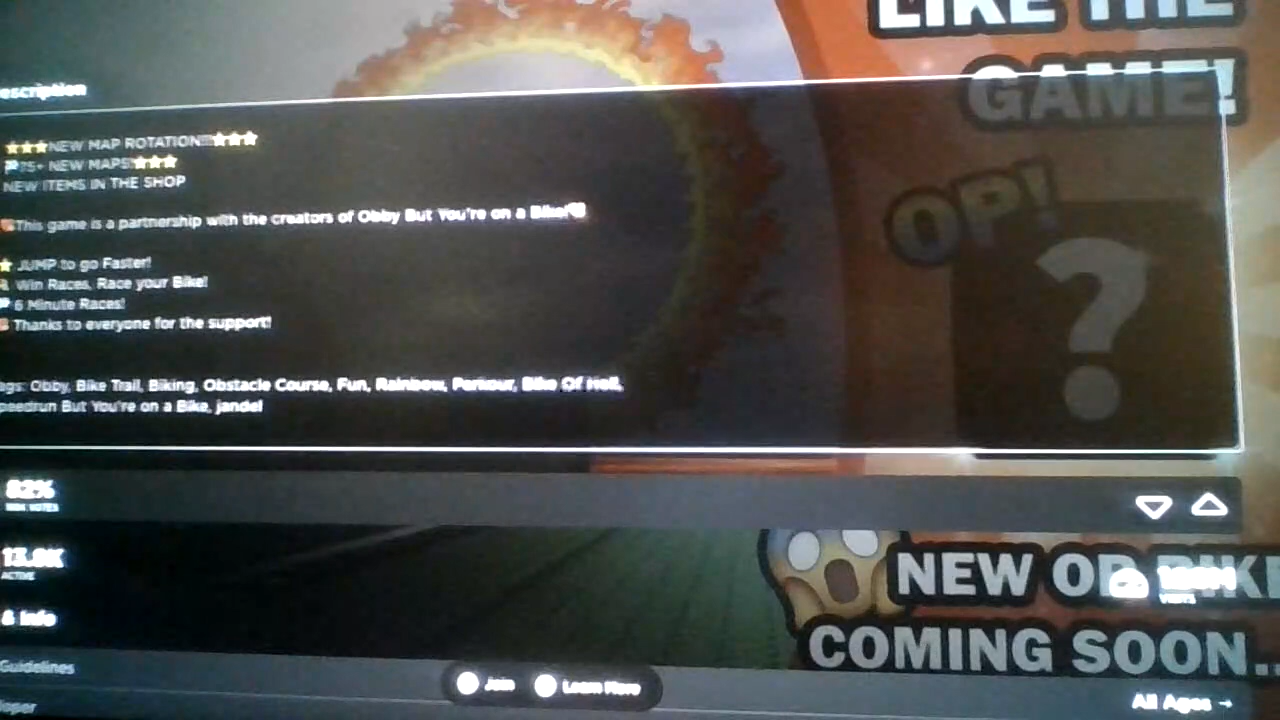 LIKE THE
GAME!
escription
⭐⭐⭐NEW MAP ROTATION!!!⭐⭐⭐
75+ NEW MAPS!⭐⭐⭐
NEW ITEMS IN THE SHOP
This game is a partnership with the creators of Obby But You're on a Bike!
OP!
?
⭐ JUMP to go Faster!
Win Races, Race your Bike!
6 Minute Races!
Thanks to everyone for the support!
ags: Obby, Bike Trail, Biking, Obstacle Course, Fun, Rainbow, Parkour, Bike Of Hell,
peedrun But You're on a Bike, jandel
82%
VOTES
ACTIVE
NEW OP BIKE
VISITS
& Info
COMING SOON...
Guidelines
Join Learn More
loper
All Ages →